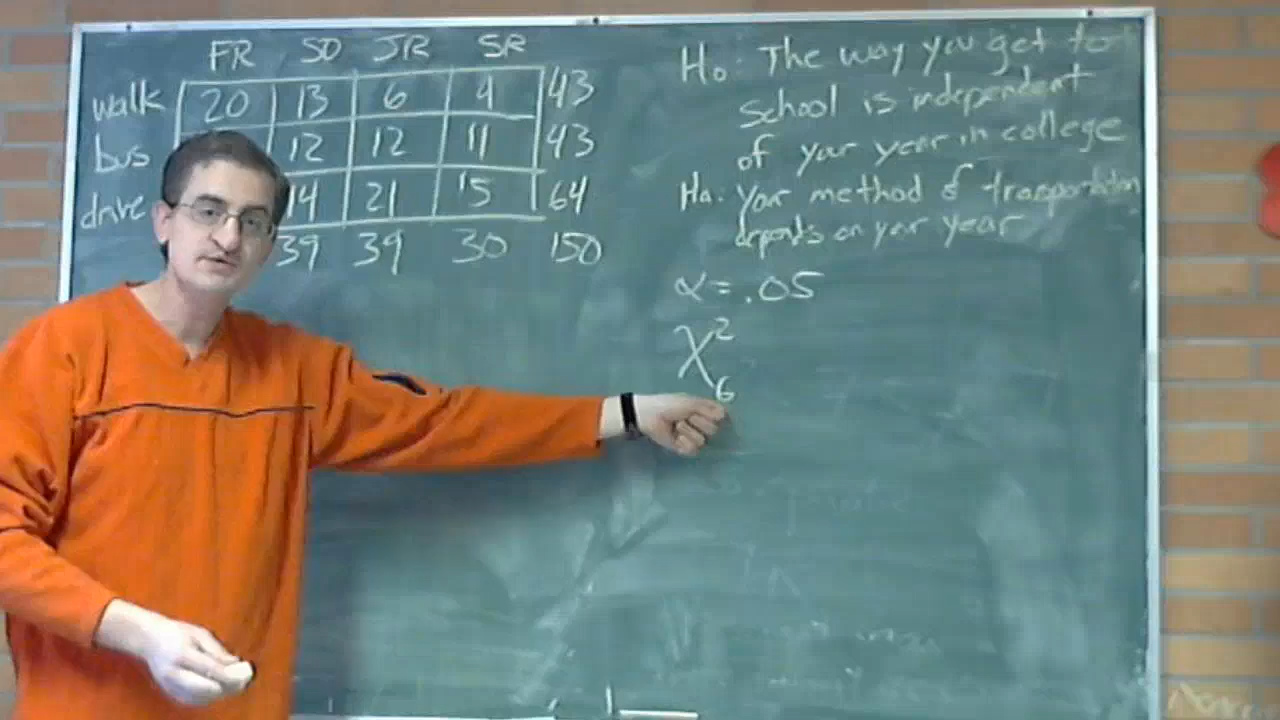 FR SO JR SR
walk 20 13 6 4 43
bus 12 12 11 43
drive 14 21 15 64
39 39 30 150
Ho: The way you get to
school is independent
of your year in college
Ha: Your method of transportation
depends on your year
α = .05
χ²
6